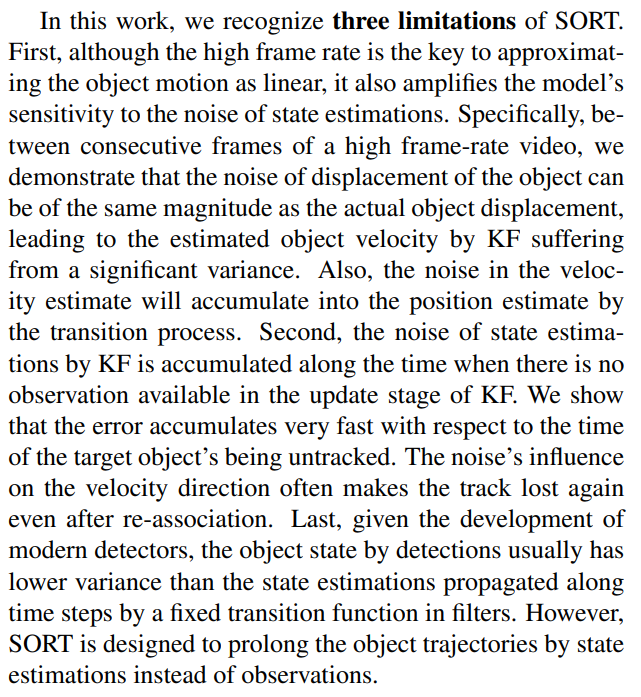 In this work, we recognize three limitations of SORT.
First, although the high frame rate is the key to approximat-
ing the object motion as linear, it also amplifies the model's
sensitivity to the noise of state estimations. Specifically, be-
tween consecutive frames of a high frame-rate video, we
demonstrate that the noise of displacement of the object can
be of the same magnitude as the actual object displacement,
leading to the estimated object velocity by KF suffering
from a significant variance. Also, the noise in the veloc-
ity estimate will accumulate into the position estimate by
the transition process. Second, the noise of state estima-
tions by KF is accumulated along the time when there is no
observation available in the update stage of KF. We show
that the error accumulates very fast with respect to the time
of the target object's being untracked. The noise's influence
on the velocity direction often makes the track lost again
even after re-association. Last, given the development of
modern detectors, the object state by detections usually has
lower variance than the state estimations propagated along
time steps by a fixed transition function in filters. However,
SORT is designed to prolong the object trajectories by state
estimations instead of observations.